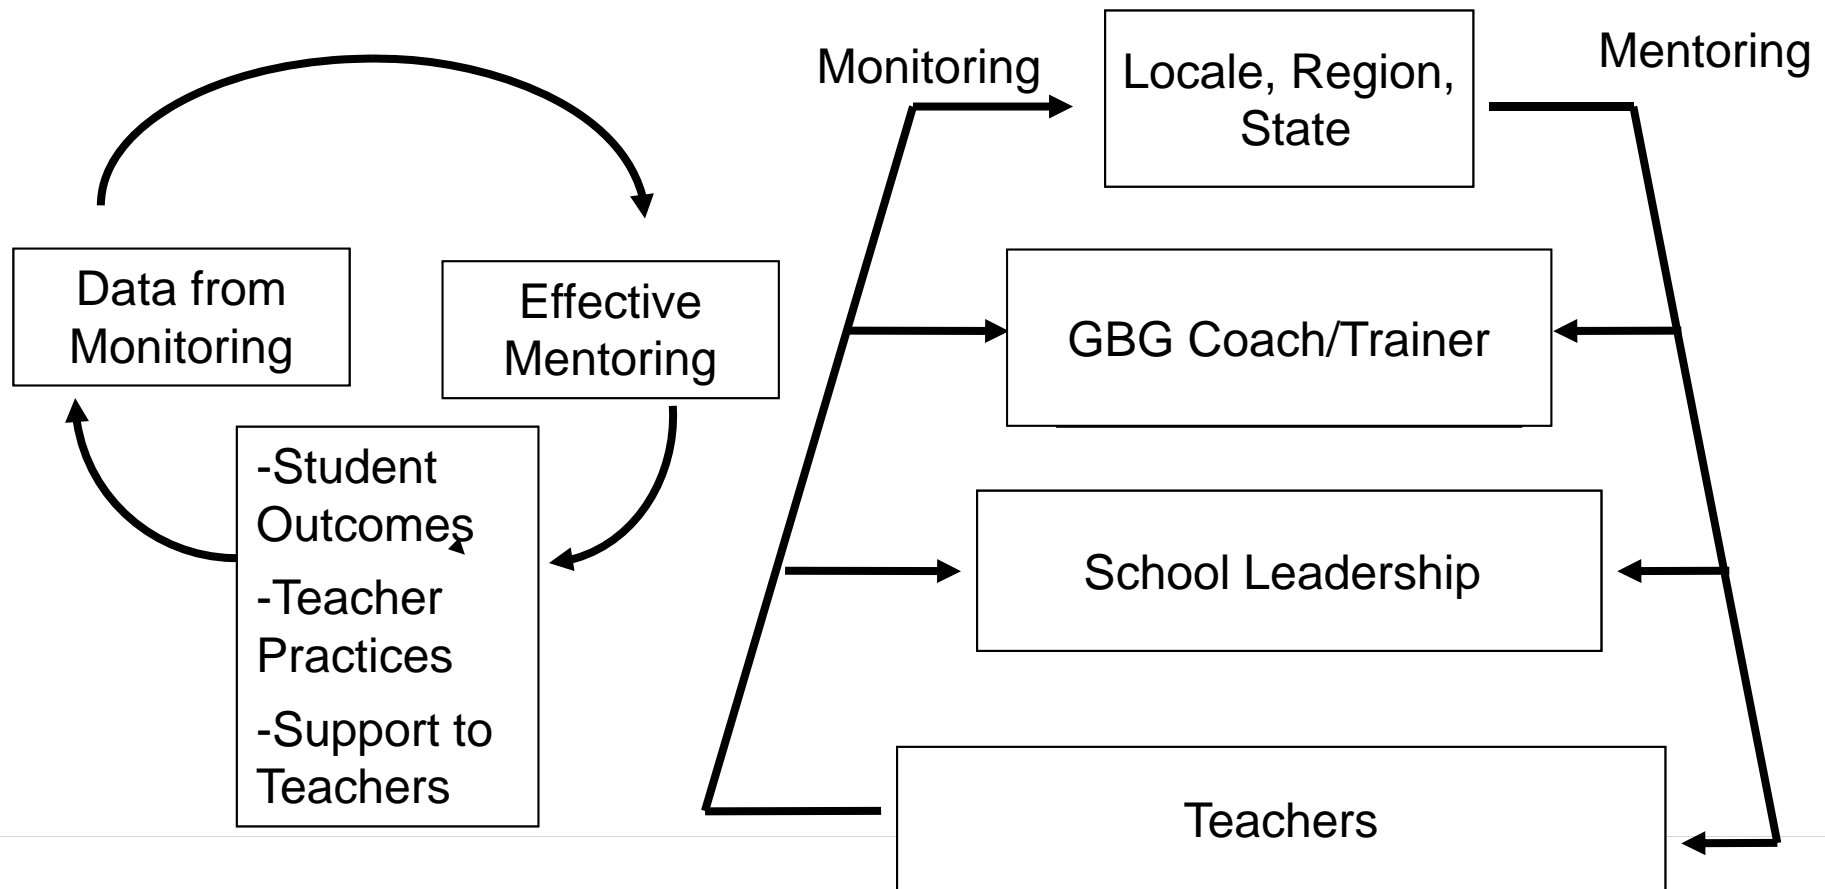 Monitoring
Locale, Region,
State
Mentoring
Data from
Monitoring
Effective
Mentoring
GBG Coach/Trainer
-Student
Outcomes
-Teacher
Practices
-Support to
Teachers
School Leadership
Teachers